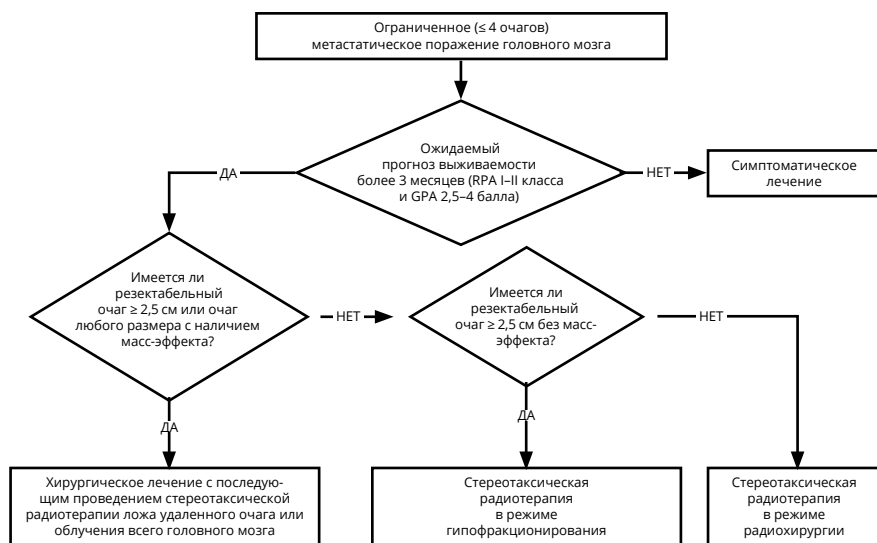 Ограниченное (≤ 4 очагов)
метастатическое поражение головного мозга
Ожидаемый
прогноз выживаемости
более 3 месяцев (RPA I–II класса
и GPA 2,5–4 балла)
ДА
НЕТ
Симптоматическое
лечение
Имеется ли
резектабельный
очаг ≥ 2,5 см или очаг
любого размера с наличием
масс-эффекта?
НЕТ
Имеется ли
резектабельный
очаг ≥ 2,5 см без масс-
эффекта?
НЕТ
ДА
ДА
Хирургическое лечение с последую-
щим проведением стереотаксической
радиотерапии ложа удаленного очага или
облучения всего головного мозга
Стереотаксическая
радиотерапия
в режиме
гипофракционирования
Стереотаксическая
радиотерапия
в режиме
радиохирургии